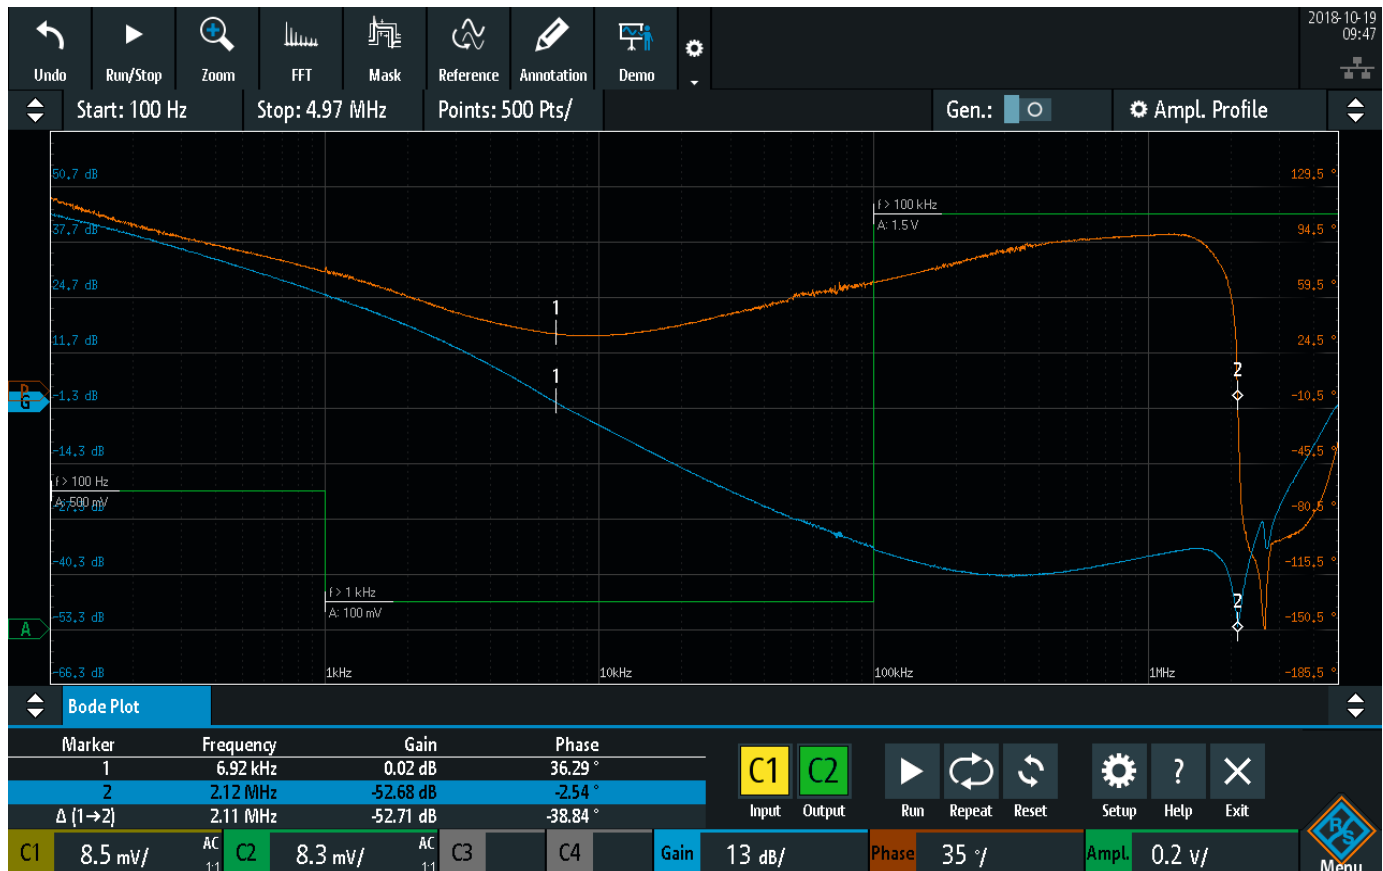 2018-10-19
09:47
Undo Run/Stop Zoom FFT Mask Reference Annotation Demo
Start: 100 Hz Stop: 4.97 MHz Points: 500 Pts/ Gen.: Ampl. Profile
50,7 dB 129,5 °
f > 100 kHz
A: 1.5 V
37,7 dB 94,5 °
24,7 dB 59,5 °
1
11,7 dB 24,5 °
1 2
P
G -1,3 dB -10,5 °
-14,3 dB -45,5 °
f > 100 Hz
A: 500 mV
-27,3 dB -80,5 °
-40,3 dB -115,5 °
f > 1 kHz
A: 100 mV
2
A -53,3 dB -150,5 °
-66,3 dB 1kHz 10kHz 100kHz 1MHz -185,5 °
Bode Plot
Marker Frequency Gain Phase
1 6.92 kHz 0.02 dB 36.29 °
2 2.12 MHz -52.68 dB -2.54 °
Δ (1→2) 2.11 MHz -52.71 dB -38.84 °
C1 C2
Input Output Run Repeat Reset Setup ? Help Exit
C1 8.5 mV/ AC 1:1 C2 8.3 mV/ AC 1:1 C3 C4 Gain 13 dB/ Phase 35 °/ Ampl. 0.2 V/ R&S Menu